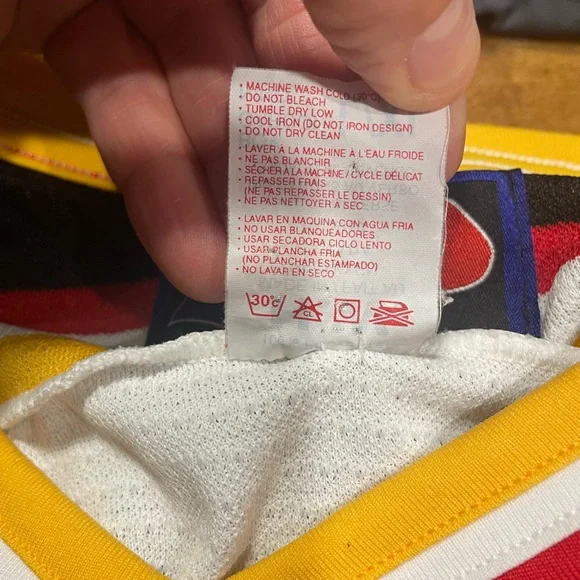 • MACHINE WASH COLD (30°C)
• DO NOT BLEACH
• TUMBLE DRY LOW
• COOL IRON (DO NOT IRON DESIGN)
• DO NOT DRY CLEAN
• LAVER À LA MACHINE À L'EAU FROIDE
• NE PAS BLANCHIR
• SÉCHER À LA MACHINE / CYCLE DÉLICAT
• REPASSER FRAIS
(NE PAS REPASSER LE DESSIN)
• NE PAS NETTOYER A SEC
• LAVAR EN MAQUINA CON AGUA FRIA
• NO USAR BLANQUEADORES
• USAR SECADORA CICLO LENTO
• USAR PLANCHA FRIA
(NO PLANCHAR ESTAMPADO)
• NO LAVAR EN SECO
30°c CL